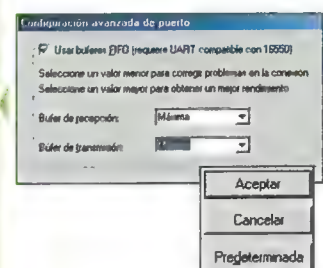 Configuración avanzada de puerto
Usar búferes FIFO (requiere UART compatible con 16550)
Seleccione un valor menor para corregir problemas en la conexión
Seleccione un valor mayor para obtener un mejor rendimiento
Búfer de recepción:
Máxima
Búfer de transmisión:
Aceptar
Cancelar
Predeterminada